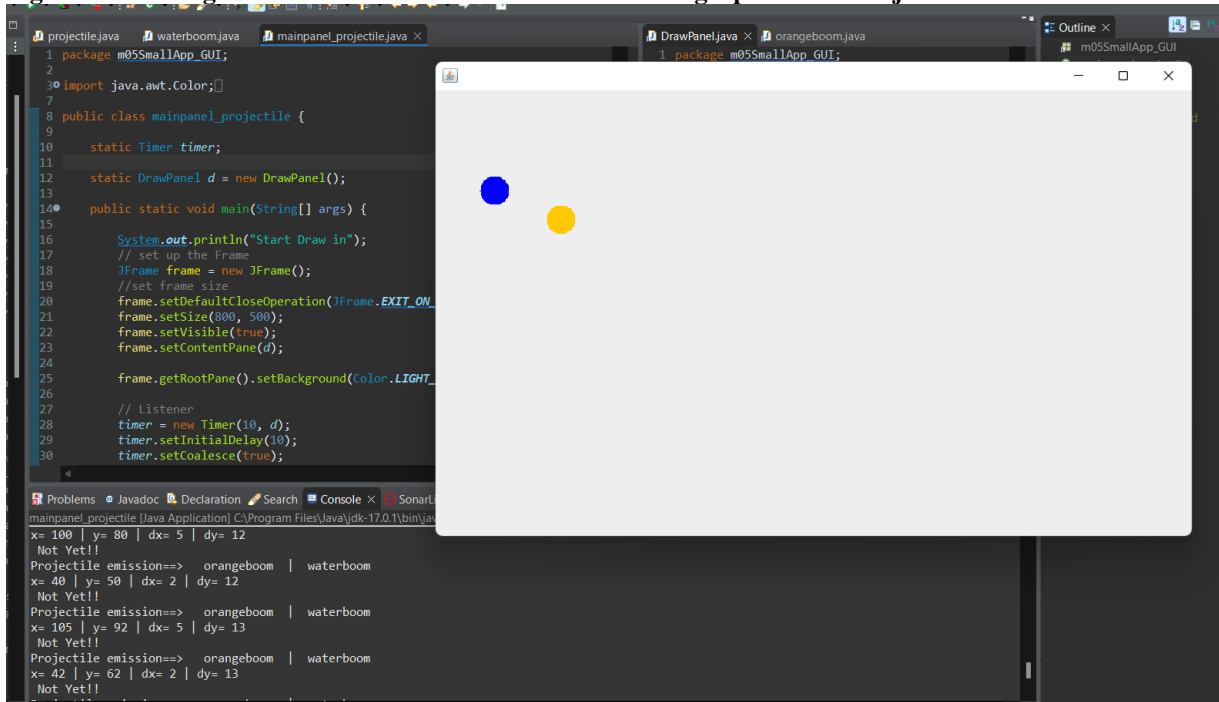 projectile.java waterboom.java mainpanel_projectile.java × DrawPanel.java × orangeboom.java Outline ×
1 package m05SmallApp_GUI; 1 package m05SmallApp_GUI; m05SmallApp_GUI
2
3 import java.awt.Color;
7
8 public class mainpanel_projectile {
9
10 static Timer timer;
11
12 static DrawPanel d = new DrawPanel();
13
14 public static void main(String[] args) {
15
16 System.out.println("Start Draw in");
17 // set up the Frame
18 JFrame frame = new JFrame();
19 //set frame size
20 frame.setDefaultCloseOperation(JFrame.EXIT_ON_
21 frame.setSize(800, 500);
22 frame.setVisible(true);
23 frame.setContentPane(d);
24
25 frame.getRootPane().setBackground(Color.LIGHT_
26
27 // Listener
28 timer = new Timer(10, d);
29 timer.setInitialDelay(10);
30 timer.setCoalesce(true);
Problems Javadoc Declaration Search Console × SonarLi
mainpanel_projectile [Java Application] C:\Program Files\Java\jdk-17.0.1\bin\jav
x= 100 | y= 80 | dx= 5 | dy= 12
Not Yet!!
Projectile emission==> orangeboom | waterboom
x= 40 | y= 50 | dx= 2 | dy= 12
Not Yet!!
Projectile emission==> orangeboom | waterboom
x= 105 | y= 92 | dx= 5 | dy= 13
Not Yet!!
Projectile emission==> orangeboom | waterboom
x= 42 | y= 62 | dx= 2 | dy= 13
Not Yet!!